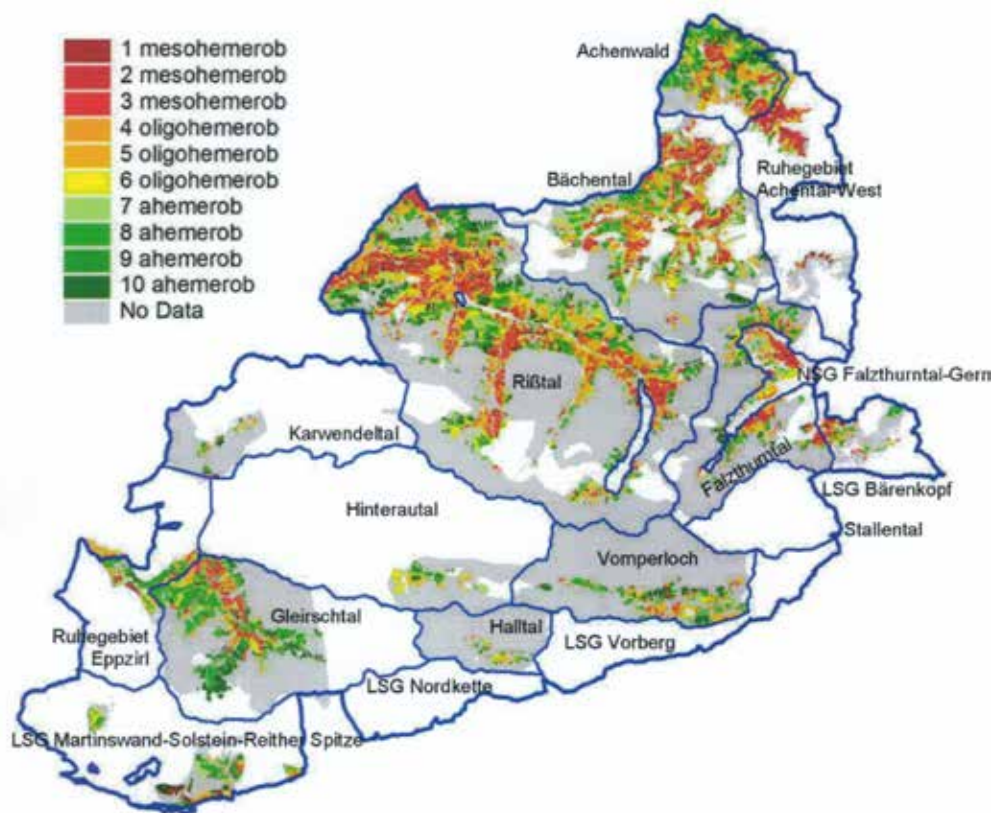 1 mesohemerob
2 mesohemerob
3 mesohemerob
4 oligohemerob
5 oligohemerob
6 oligohemerob
7 ahemerob
8 ahemerob
9 ahemerob
10 ahemerob
No Data
Achenwald
Ruhegebiet
Achental-West
Bächental
NSG Falzthurntal-Gern
Rißtal
Karwendeltal
Falzthurntal
LSG Bärenkopf
Hinterautal
Stallental
Vomperloch
Gleirschtal
Halltal
Ruhegebiet
Eppzirl
LSG Vorberg
LSG Nordkette
LSG Martinswand-Solstein-Reither Spitze